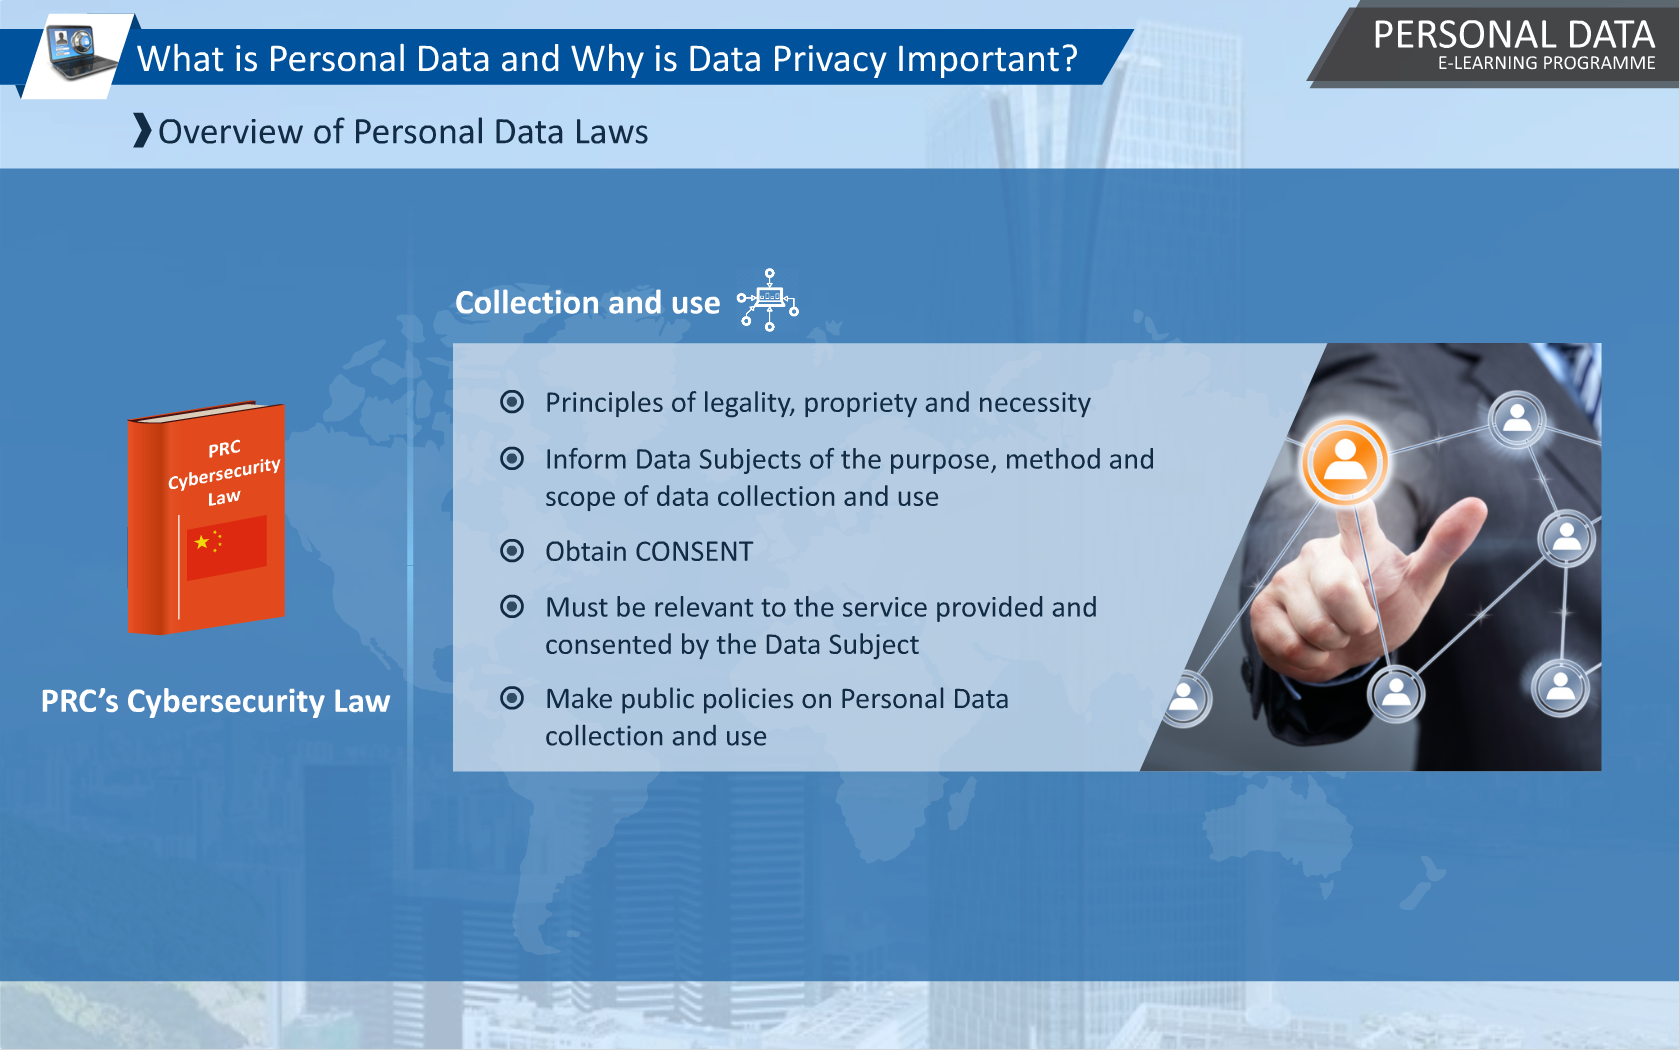 What is Personal Data and Why is Data Privacy Important?
PERSONAL DATA
E-LEARNING PROGRAMME
Overview of Personal Data Laws
Collection and use
PRC
Cybersecurity
Law
PRC’s Cybersecurity Law
Principles of legality, propriety and necessity
Inform Data Subjects of the purpose, method and
scope of data collection and use
Obtain CONSENT
Must be relevant to the service provided and
consented by the Data Subject
Make public policies on Personal Data
collection and use